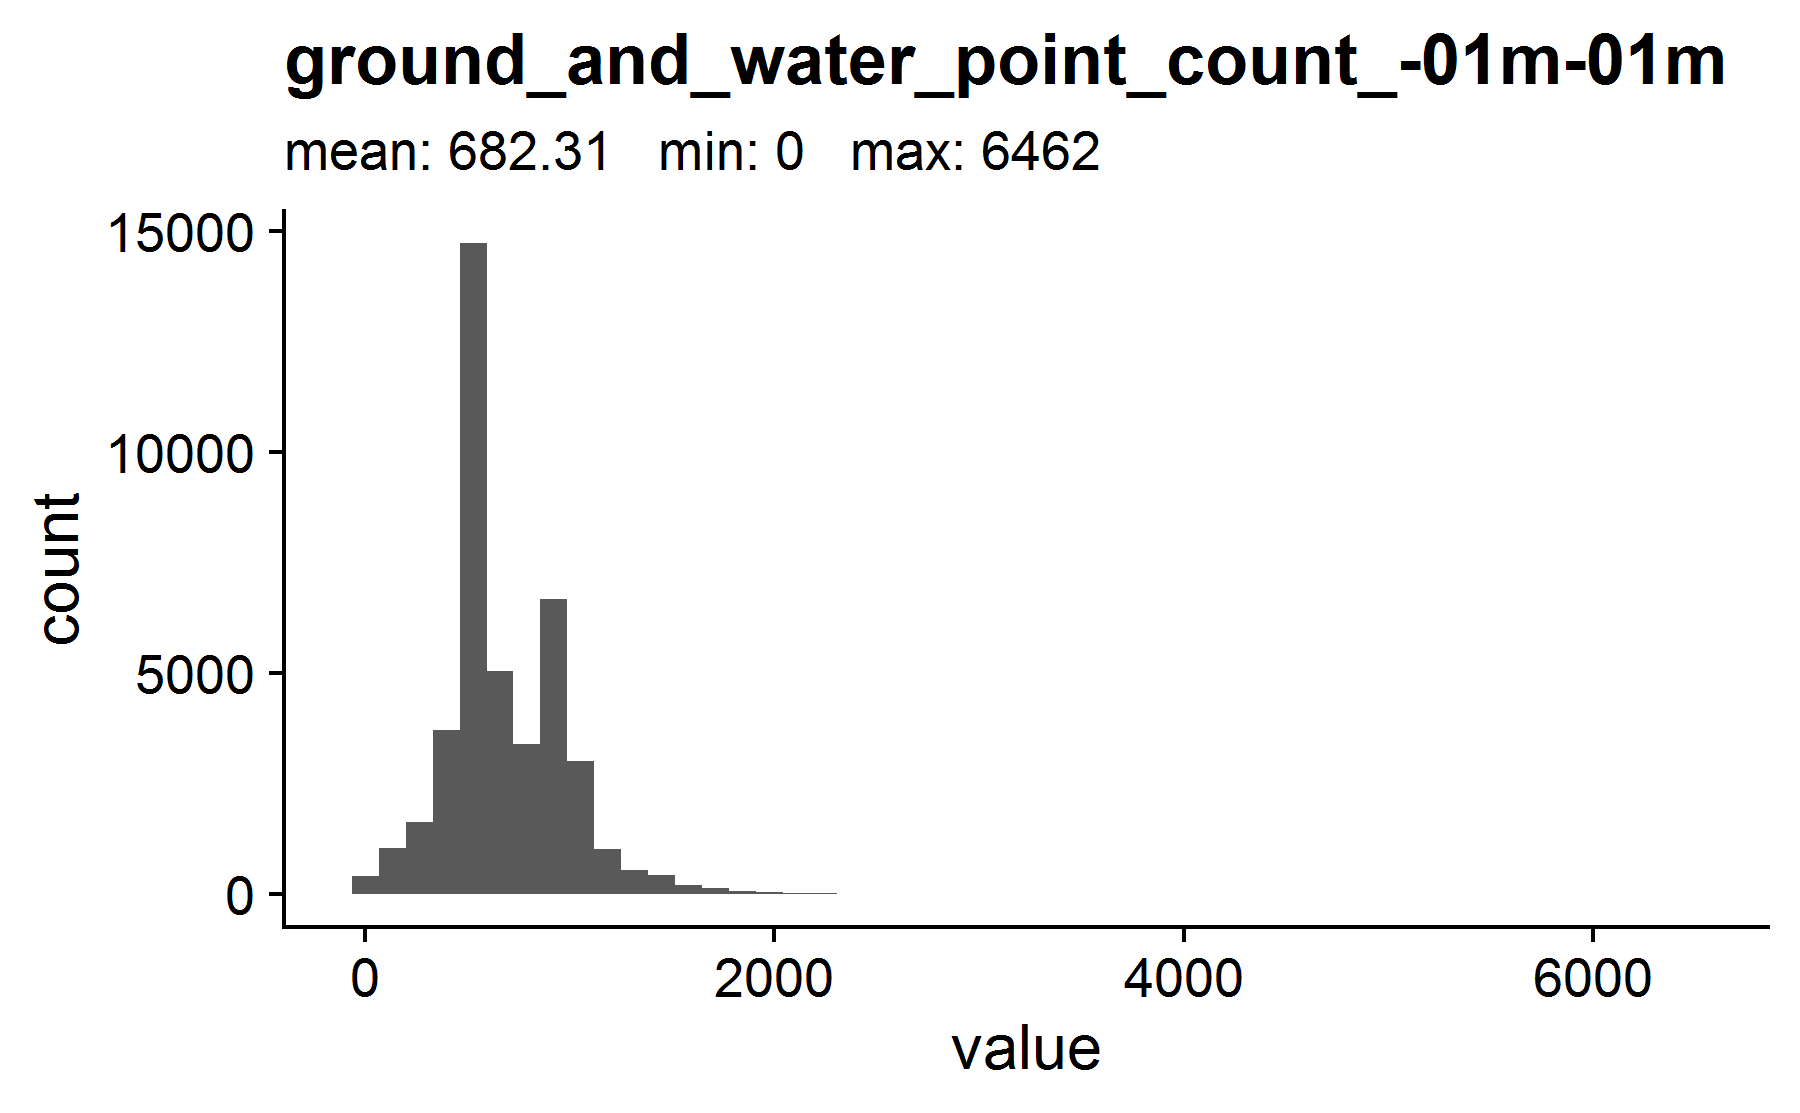 ground_and_water_point_count_-01m-01m
mean: 682.31   min: 0   max: 6462
15000
10000
5000
0
count
0 2000 4000 6000
value